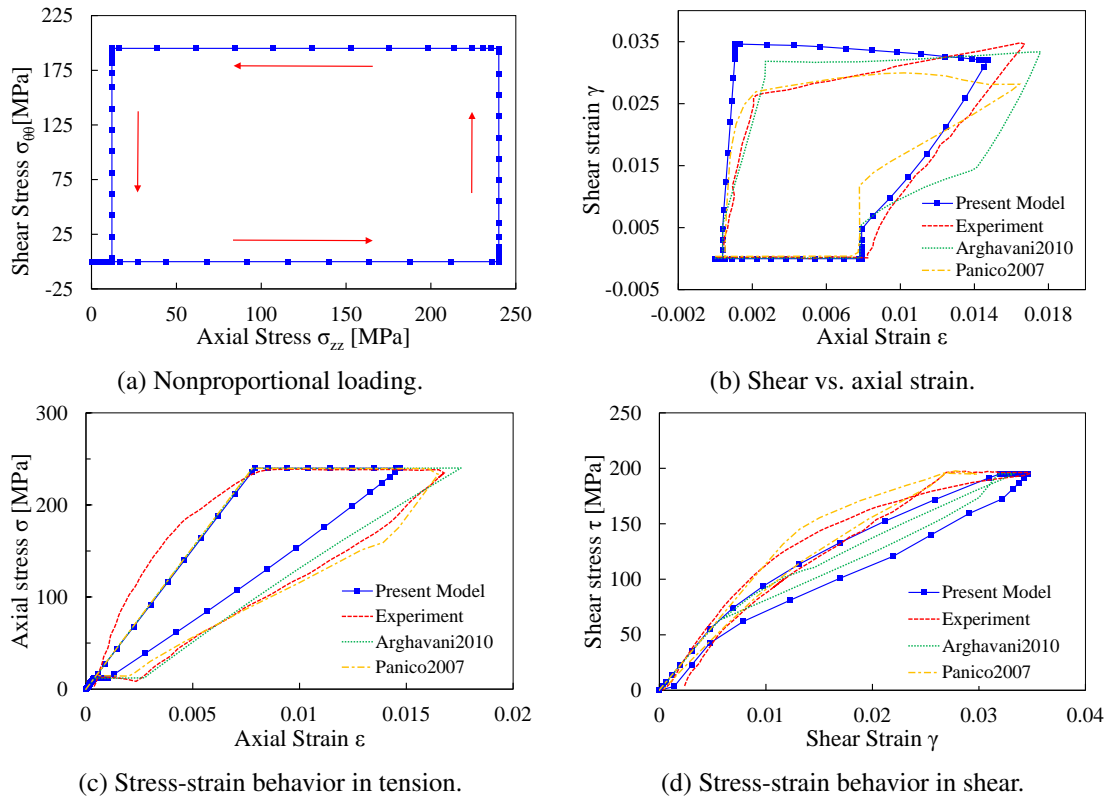 225
175
125
75
25
-25
Shear Stress σθθ[MPa]
0 50 100 150 200 250
Axial Stress σzz [MPa]
(a) Nonproportional loading.
0.035
0.025
0.015
0.005
-0.005
Shear strain γ
Present Model
Experiment
Arghavani2010
Panico2007
-0.002 0.002 0.006 0.010 0.014 0.018
Axial Strain ε
(b) Shear vs. axial strain.
300
200
100
0
Axial stress σ [MPa]
Present Model
Experiment
Arghavani2010
Panico2007
0 0.005 0.01 0.015 0.02
Axial Strain ε
(c) Stress-strain behavior in tension.
250
200
150
100
50
0
Shear stress τ [MPa]
Present Model
Experiment
Arghavani2010
Panico2007
0 0.01 0.02 0.03 0.04
Shear Strain γ
(d) Stress-strain behavior in shear.